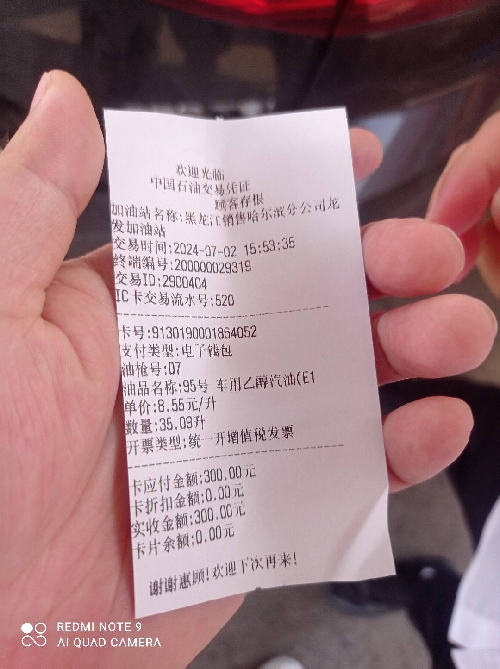 欢迎光临
中国石油交易凭证
顾客存根
加油站名称:黑龙江销售哈尔滨分公司龙
发加油站
交易时间:2024-07-02 15:53:35
终端编号:200000029319
交易ID:2900404
IC卡交易流水号:520
卡号:9130190001864052
支付类型:电子钱包
油枪号:07
油品名称:95号 车用乙醇汽油(E1
单价:8.55元/升
数量:35.09升
开票类型:统一开增值税发票
卡应付金额:300.00元
卡折扣金额:0.00元
实收金额:300.00元
卡片余额:0.00元
谢谢惠顾!欢迎下次再来!
REDMI NOTE 9
AI QUAD CAMERA